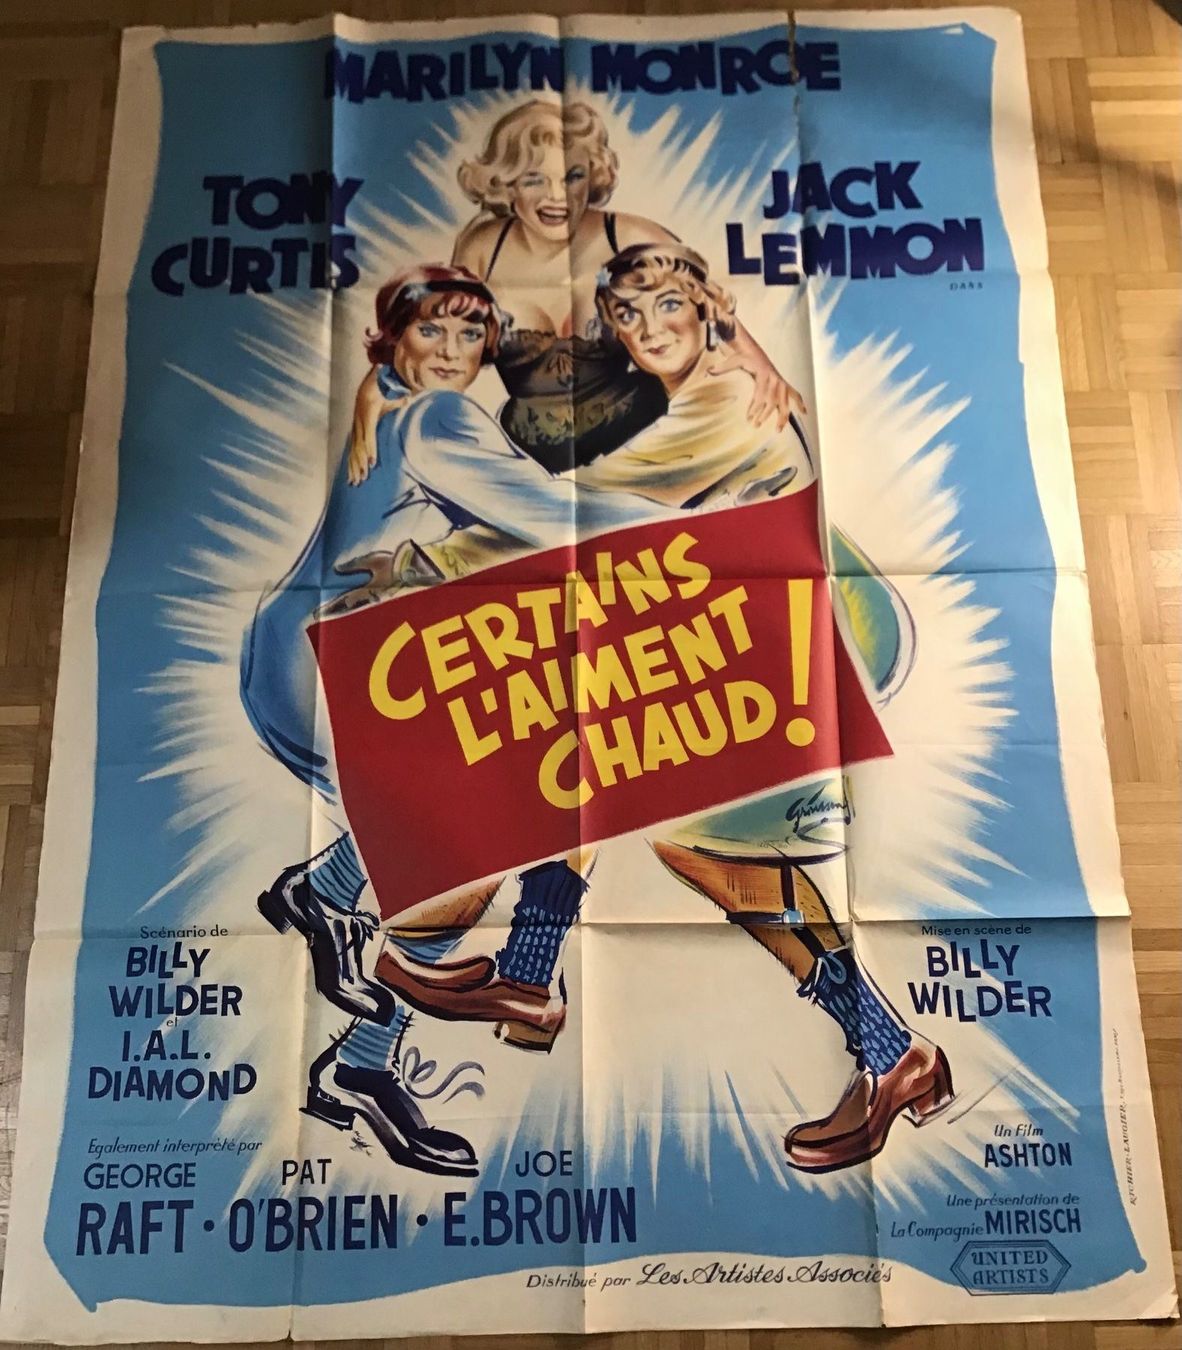 MARILYN MONROE
TONY
CURTIS
JACK
LEMMON
DANS
CERTAINS
L'AIMENT
CHAUD!
Scénario de
BILLY
WILDER
et
I.A.L.
DIAMOND
Mise en scène de
BILLY
WILDER
Egalement interprété par
GEORGE
RAFT • PAT
O'BRIEN • JOE
E. BROWN
Un Film
ASHTON
Une présentation de
La Compagnie MIRISCH
UNITED
ARTISTS
Distribué par Les Artistes Associés
RICHIER-LAUGIER